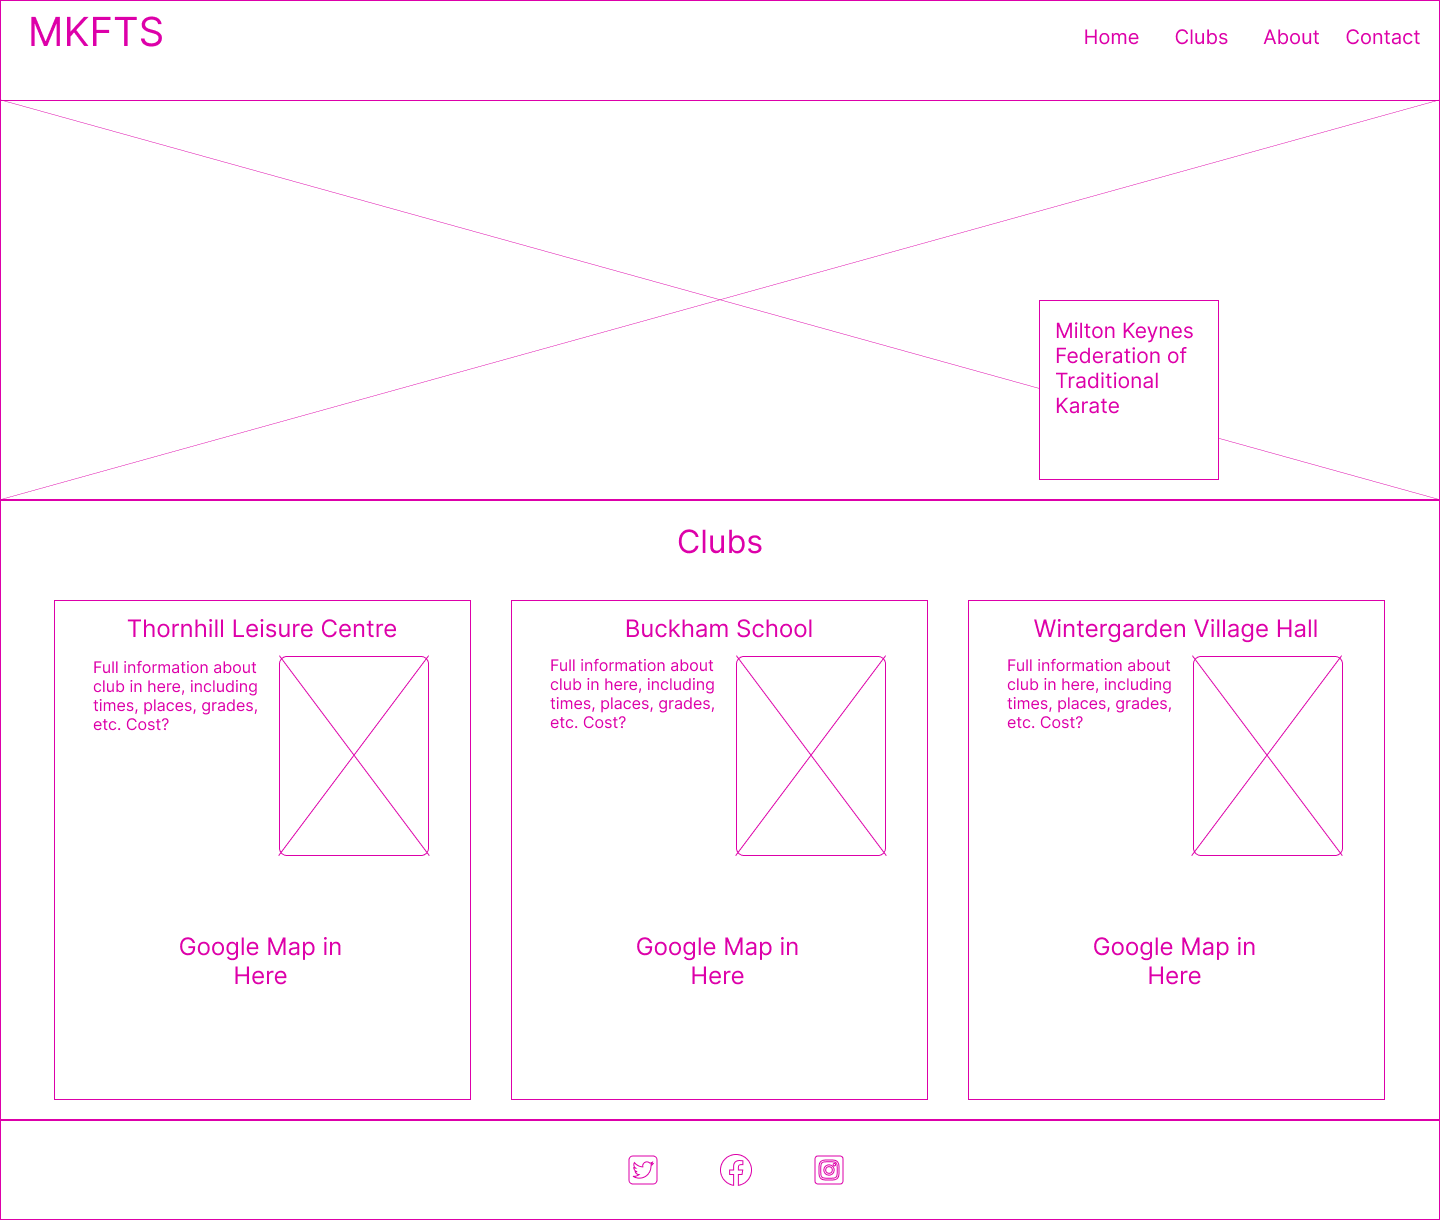 MKFTS
Home Clubs About Contact
Milton Keynes
Federation of
Traditional
Karate
Clubs
Thornhill Leisure Centre
Full information about
club in here, including
times, places, grades,
etc. Cost?
Google Map in
Here
Buckham School
Full information about
club in here, including
times, places, grades,
etc. Cost?
Google Map in
Here
Wintergarden Village Hall
Full information about
club in here, including
times, places, grades,
etc. Cost?
Google Map in
Here